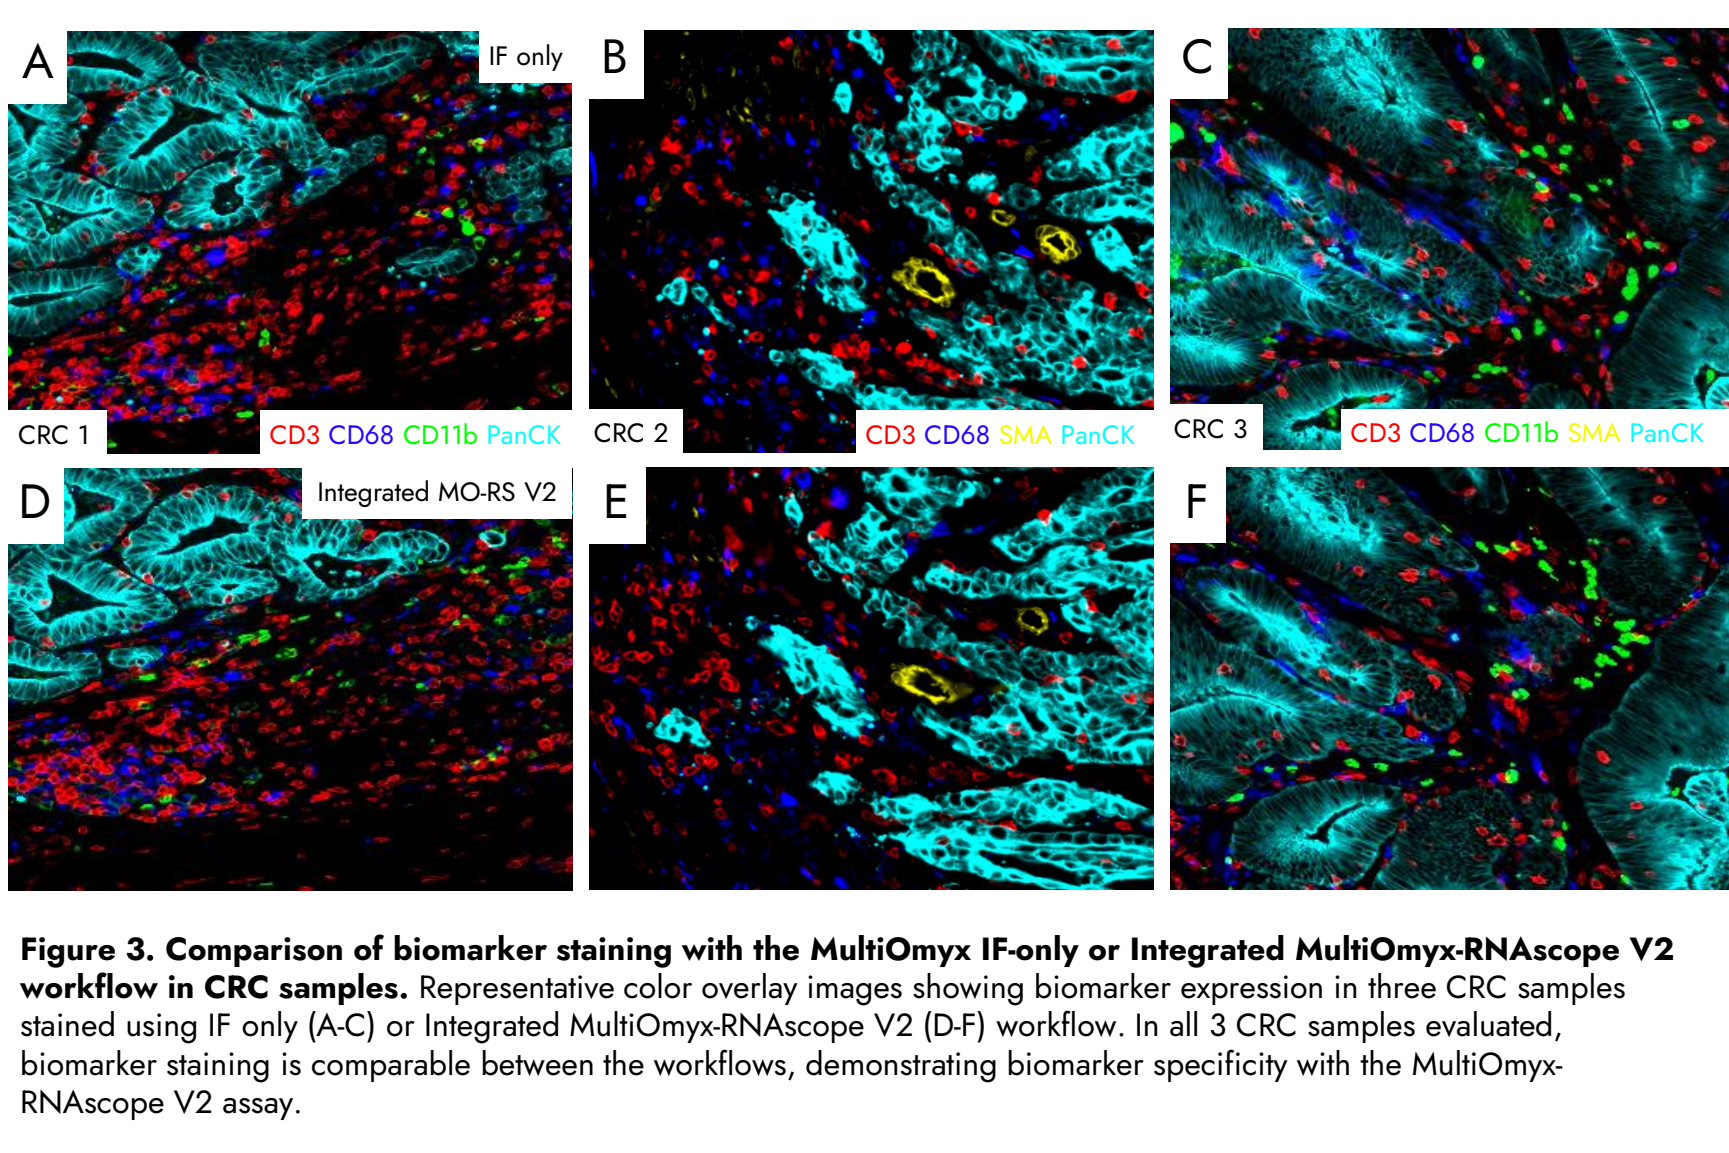 A
IF only
B
C
CRC 1
CD3 CD68 CD11b PanCK
CRC 2
CD3 CD68 SMA PanCK
CRC 3
CD3 CD68 CD11b SMA PanCK
D
Integrated MO-RS V2
E
F
Figure 3. Comparison of biomarker staining with the MultiOmyx IF-only or Integrated MultiOmyx-RNAscope V2
workflow in CRC samples. Representative color overlay images showing biomarker expression in three CRC samples
stained using IF only (A-C) or Integrated MultiOmyx-RNAscope V2 (D-F) workflow. In all 3 CRC samples evaluated,
biomarker staining is comparable between the workflows, demonstrating biomarker specificity with the MultiOmyx-
RNAscope V2 assay.